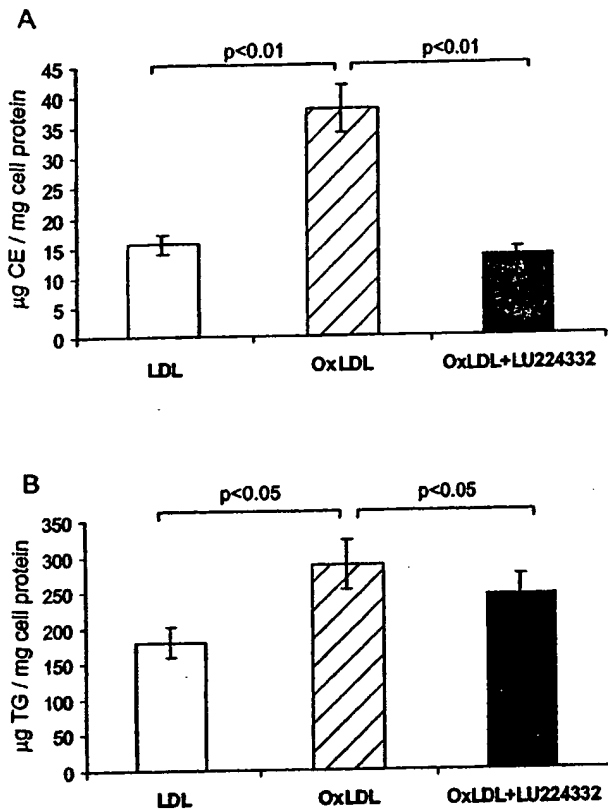 A
p<0.01 p<0.01
µg CE / mg cell protein
45
40
35
30
25
20
15
10
5
0
LDL OxLDL OxLDL+LU224332
B
p<0.05 p<0.05
µg TG / mg cell protein
350
300
250
200
150
100
50
0
LDL OxLDL OxLDL+LU224332